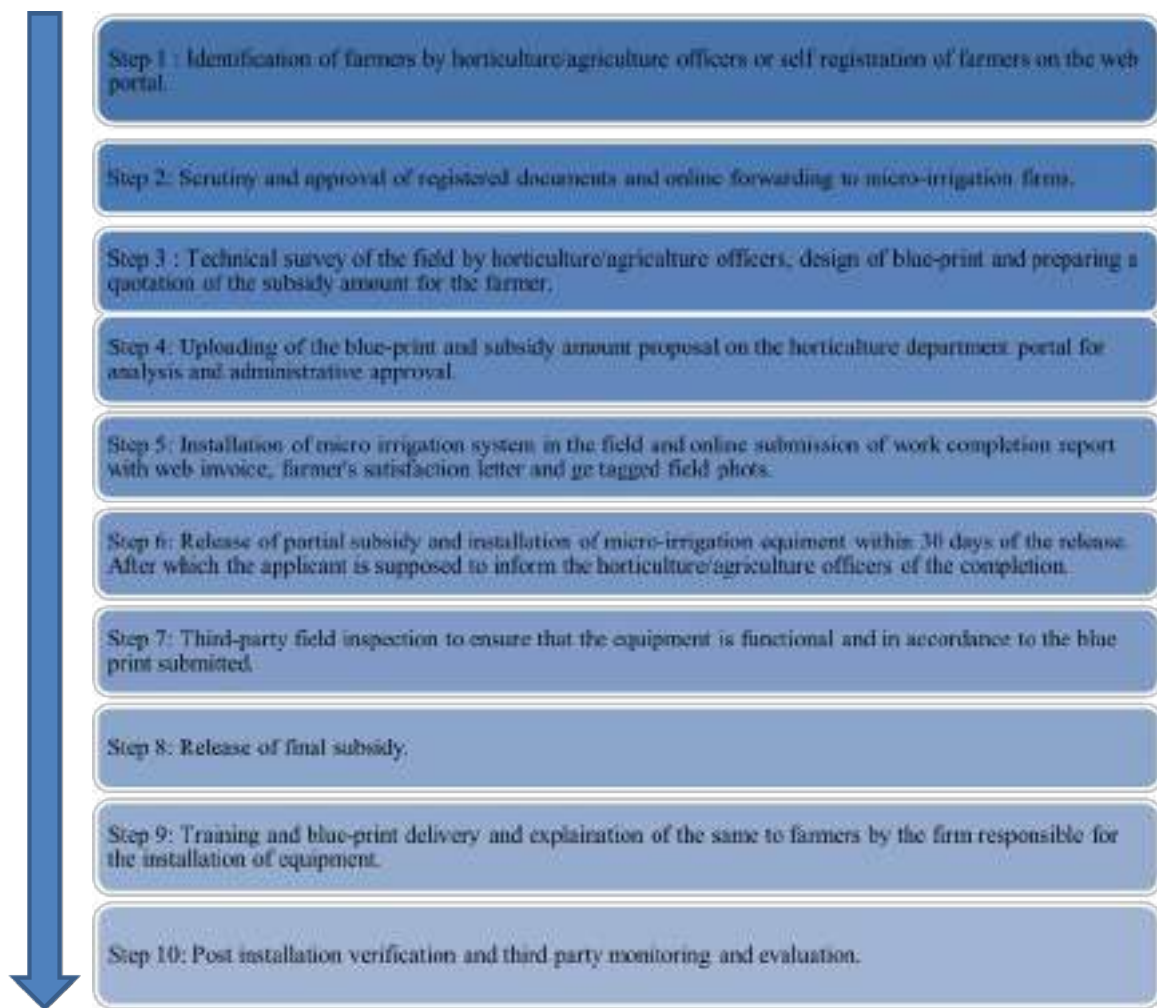 Step 1 : Identification of farmers by horticulture/agriculture officers or self registration of farmers on the web
portal.
Step 2: Scrutiny and approval of registered documents and online forwarding to micro-irrigation firms.
Step 3 : Technical survey of the field by horticulture/agriculture officers, design of blue-print and preparing a
quotation of the subsidy amount for the farmer.
Step 4: Uploading of the blue-print and subsidy amount proposal on the horticulture department portal for
analysis and administrative approval.
Step 5: Installation of micro irrigation system in the field and online submission of work completion report
with web invoice, farmer's satisfaction letter and ge tagged field phots.
Step 6: Release of partial subsidy and installation of micro-irrigation equiment within 30 days of the release.
After which the applicant is supposed to inform the horticulture/agriculture officers of the completion.
Step 7: Third-party field inspection to ensure that the equipment is functional and in accordance to the blue
print submitted.
Step 8: Release of final subsidy.
Step 9: Training and blue-print delivery and explairation of the same to farmers by the firm responsible for
the installation of equipment.
Step 10: Post installation verification and third party monitoring and evaluation.